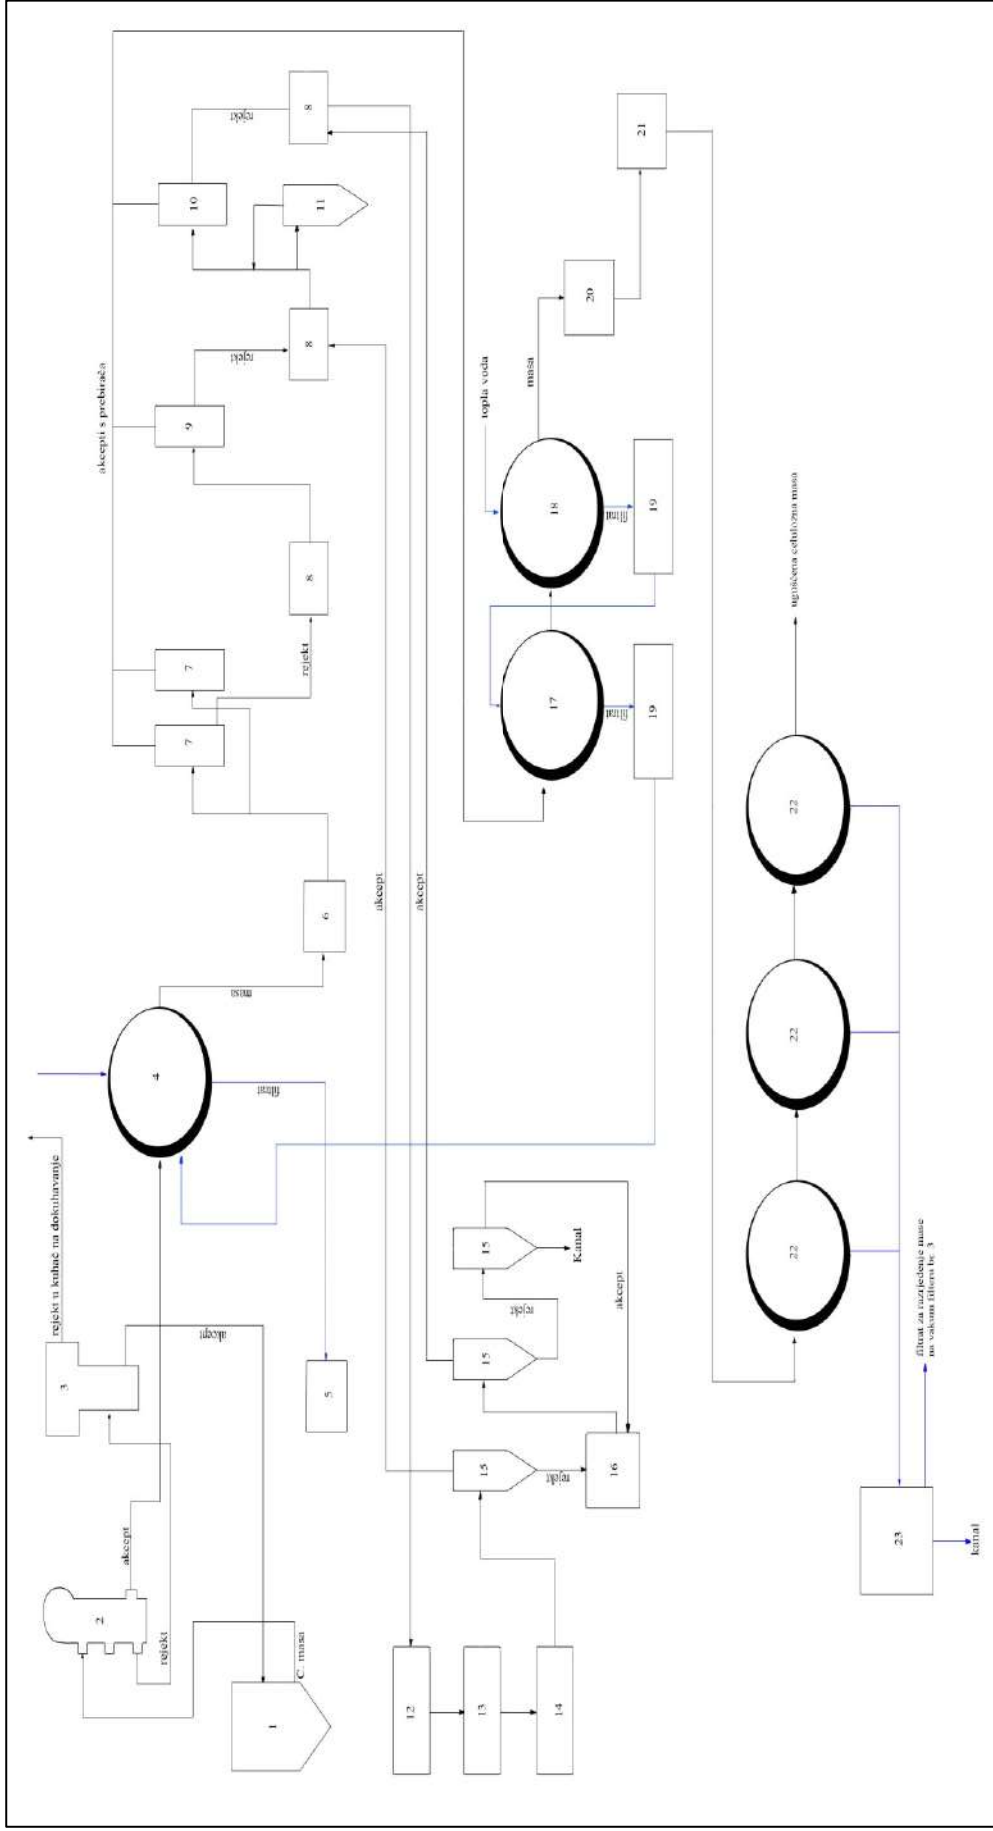 rejekt u kuhač na dokuhavanje
3
akcept
2
akcept
rejekt
C. masa
1
4
masa
filtrat
5
6
akcepti s prebirača
7
7
rejekt
8
9
rejekt
8
10
rejekt
8
11
akcept
akcept
12
13
14
15
rejekt
15
rejekt
15
Kanal
akcept
16
topla voda
17
18
masa
filtrat
filtrat
19
19
20
21
22
22
22
ugošćena celulozna masa
23
filtrat za razrjeđenje mase
na vakum filteru br. 3
kanal